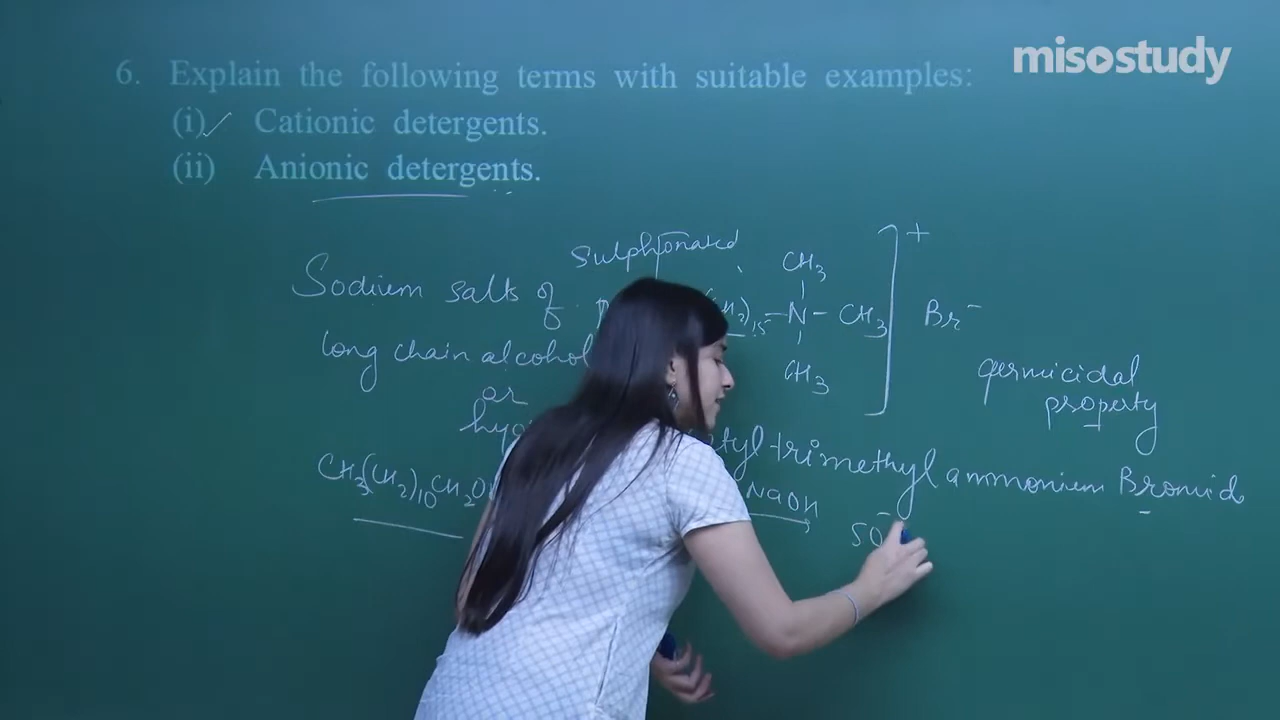 misostudy
6. Explain the following terms with suitable examples:
(i) Cationic detergents.
(ii) Anionic detergents.
Sulphonated
Sodium salts of
long chain alcohol
or
CH3
15 -N- CH3
CH3
] + Br-
germicidal
property
trimethyl ammonium Bromid
CH3(CH2)10CH2O
NaOH
SO